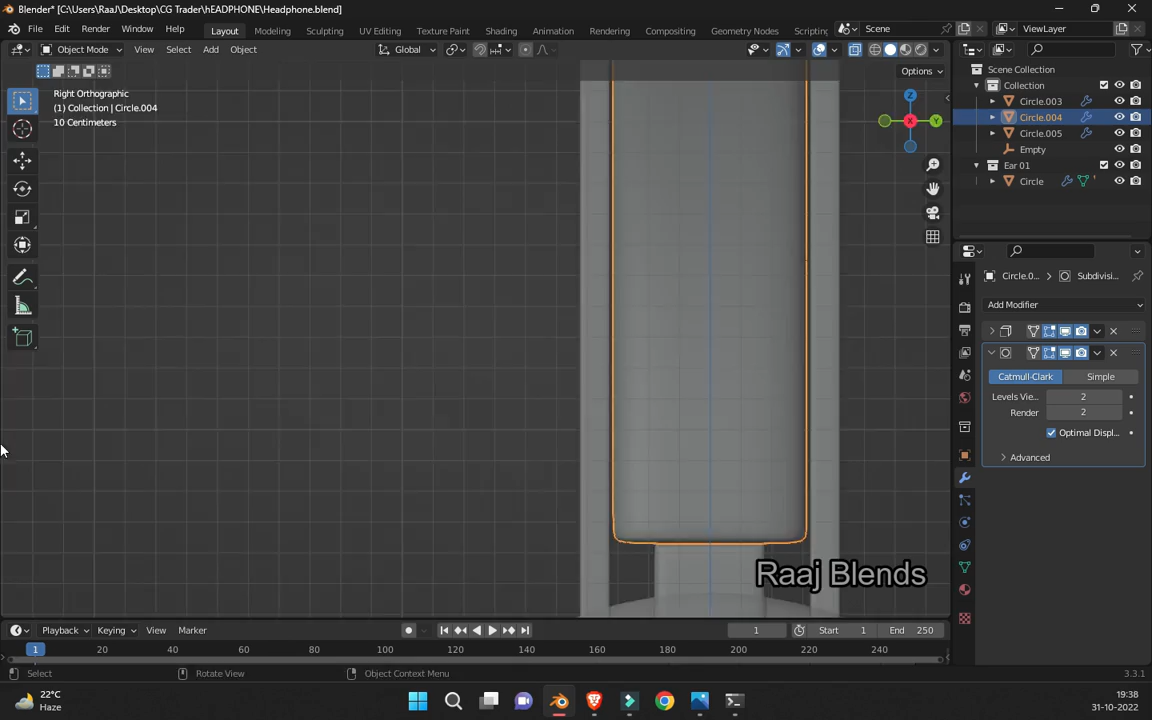 Blender* [C:\Users\RaaJ\Desktop\CG Trader\hEADPHONE\Headphone.blend]
File Edit Render Window Help Layout Modeling Sculpting UV Editing Texture Paint Shading Animation Rendering Compositing Geometry Nodes Scripting Scene ViewLayer
Object Mode View Select Add Object Global
Options
Right Orthographic
(1) Collection | Circle.004
10 Centimeters
Z
Y
X
Scene Collection
Collection
Circle.003
Circle.004
Circle.005
Empty
Ear 01
Circle
Circle.0... Subdivisi...
Add Modifier
Catmull-Clark Simple
Levels Vie... 2
Render 2
Optimal Displ...
Advanced
Raaj Blends
Playback Keying View Marker 1 Start 1 End 250
1 20 40 60 80 100 120 140 160 180 200 220 240
Select Rotate View Object Context Menu 3.3.1
22°C
Haze
19:38
31-10-2022